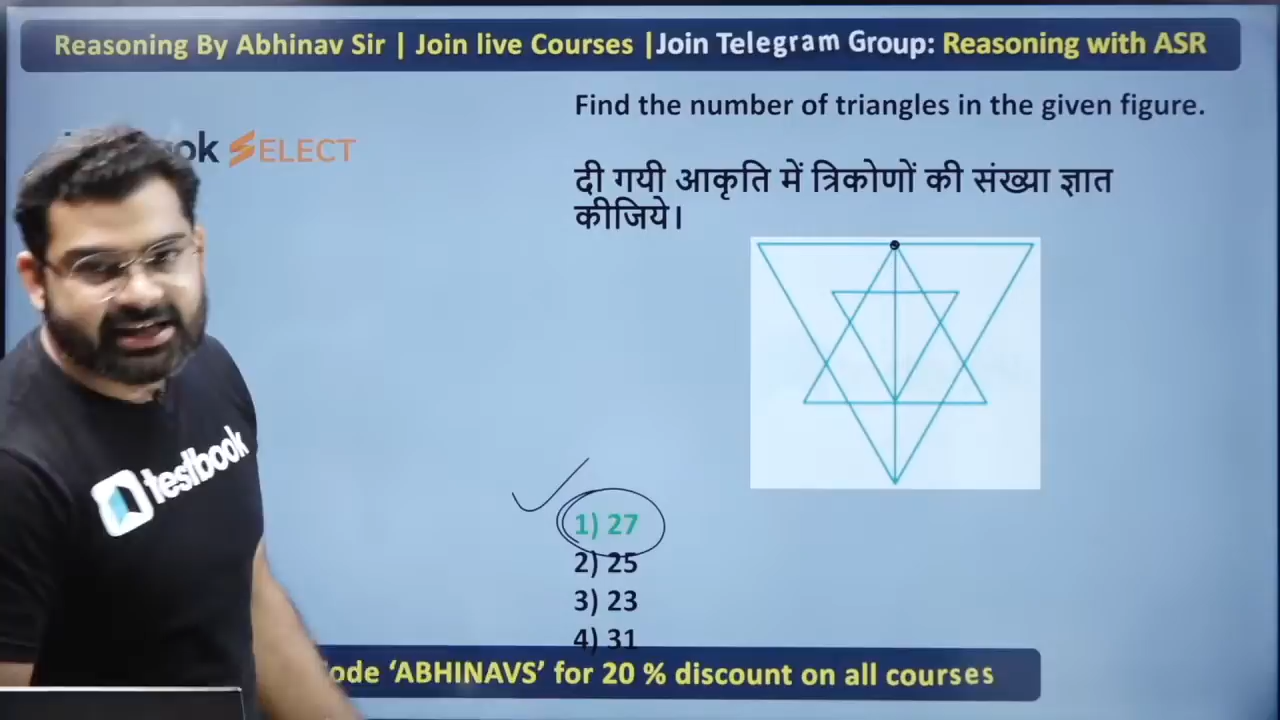 Reasoning By Abhinav Sir | Join live Courses |Join Telegram Group: Reasoning with ASR
Find the number of triangles in the given figure.
SELECT
दी गयी आकृति में त्रिकोणों की संख्या ज्ञात
कीजिये।
testbook
1) 27
2) 25
3) 23
4) 31
‘ABHINAVS’ for 20 % discount on all courses